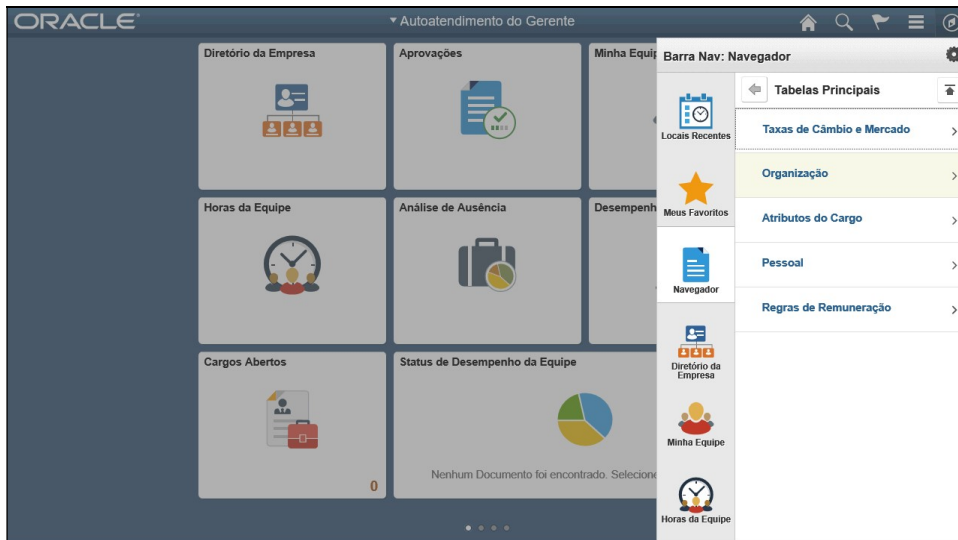 ORACLE
Autoatendimento do Gerente
Diretório da Empresa
Aprovações
Minha Equip
Horas da Equipe
Análise de Ausência
Desempenh
Cargos Abertos
0
Status de Desempenho da Equipe
Nenhum Documento foi encontrado. Selecione
Barra Nav: Navegador
Locais Recentes
Meus Favoritos
Navegador
Diretório da
Empresa
Minha Equipe
Horas da Equipe
Tabelas Principais
Taxas de Câmbio e Mercado
Organização
Atributos do Cargo
Pessoal
Regras de Remuneração